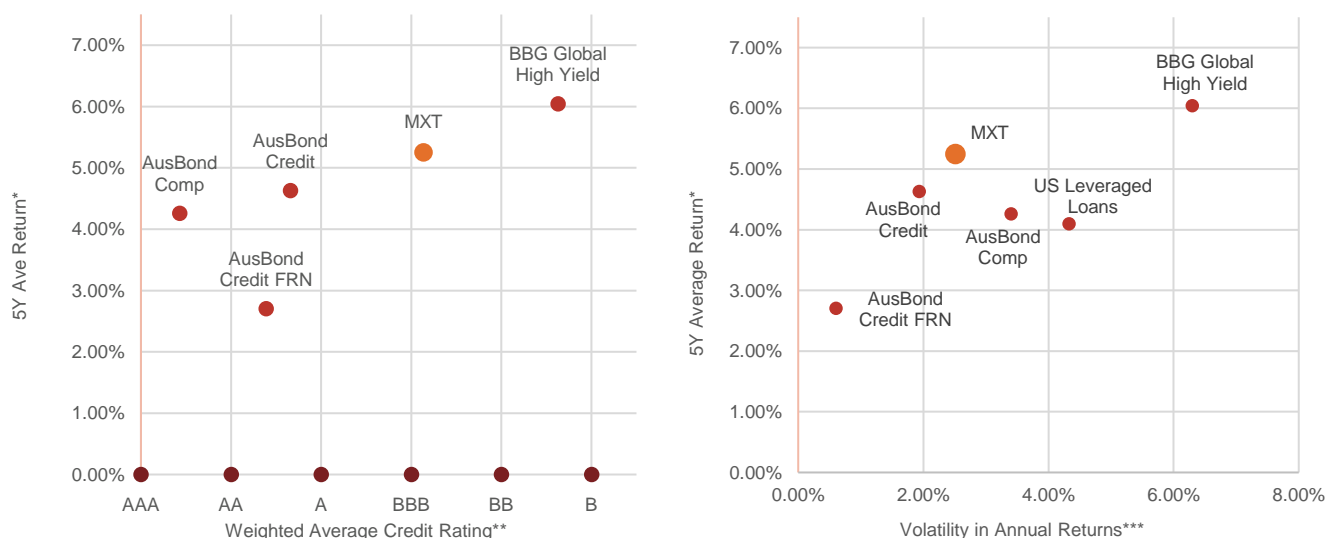 7.00%
6.00%
5.00%
4.00%
3.00%
2.00%
1.00%
0.00%
5Y Ave Return*
BBG Global
High Yield
MXT
AusBond
Credit
AusBond
Comp
AusBond
Credit FRN
AAA AA A BBB BB B
Weighted Average Credit Rating**
7.00%
6.00%
5.00%
4.00%
3.00%
2.00%
1.00%
0.00%
5Y Average Return*
BBG Global
High Yield
MXT
US Leveraged
Loans
AusBond
Credit
AusBond
Comp
AusBond
Credit FRN
0.00% 2.00% 4.00% 6.00% 8.00%
Volatility in Annual Returns***